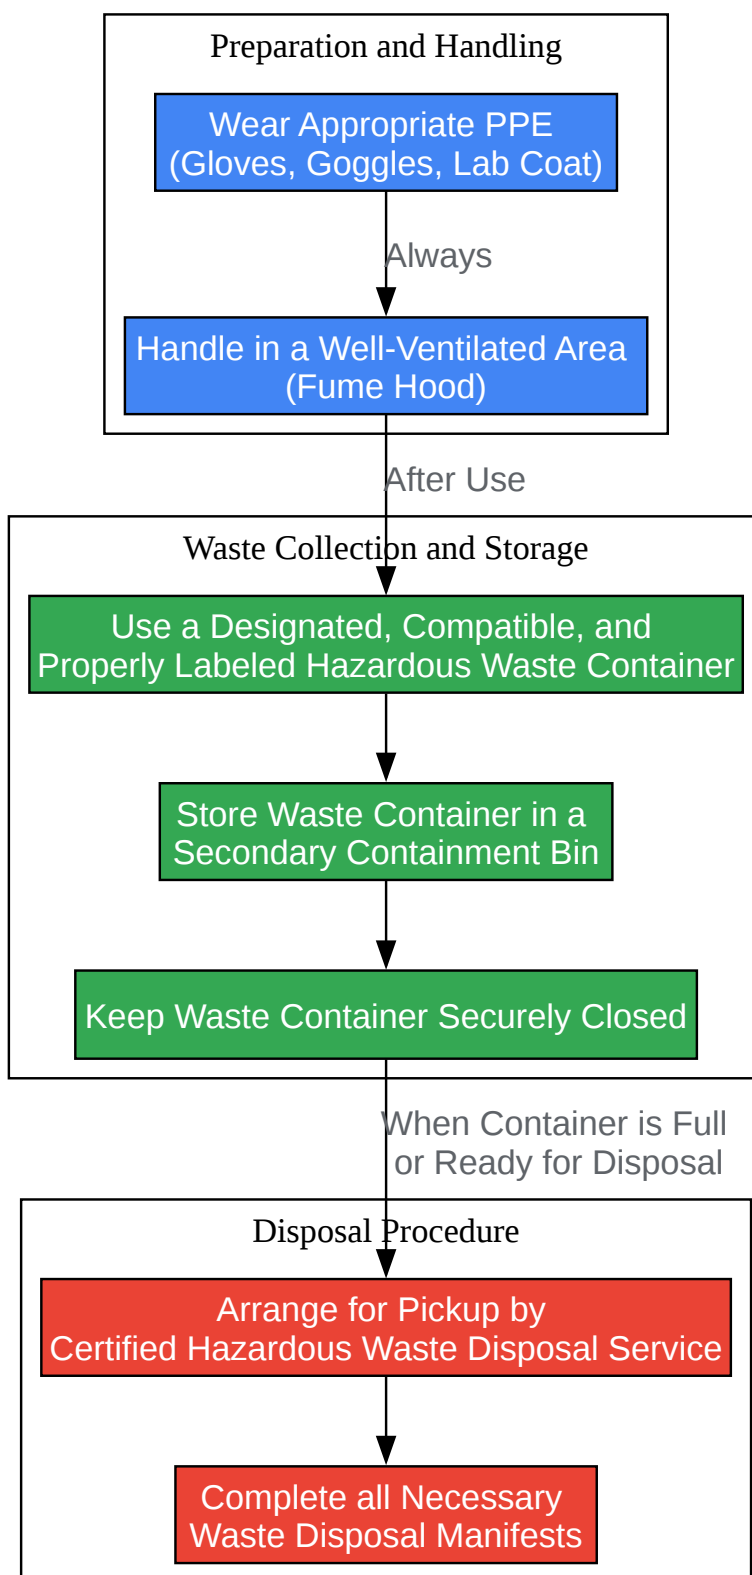 Preparation and Handling
Wear Appropriate PPE
(Gloves, Goggles, Lab Coat)
Always
Handle in a Well-Ventilated Area
(Fume Hood)
After Use
Waste Collection and Storage
Use a Designated, Compatible, and
Properly Labeled Hazardous Waste Container
Store Waste Container in a
Secondary Containment Bin
Keep Waste Container Securely Closed
When Container is Full
or Ready for Disposal
Disposal Procedure
Arrange for Pickup by
Certified Hazardous Waste Disposal Service
Complete all Necessary
Waste Disposal Manifests